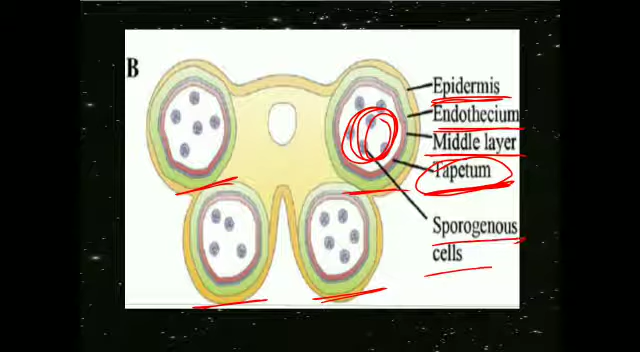 B
Epidermis
Endothecium
Middle layer
Tapetum
Sporogenous
cells